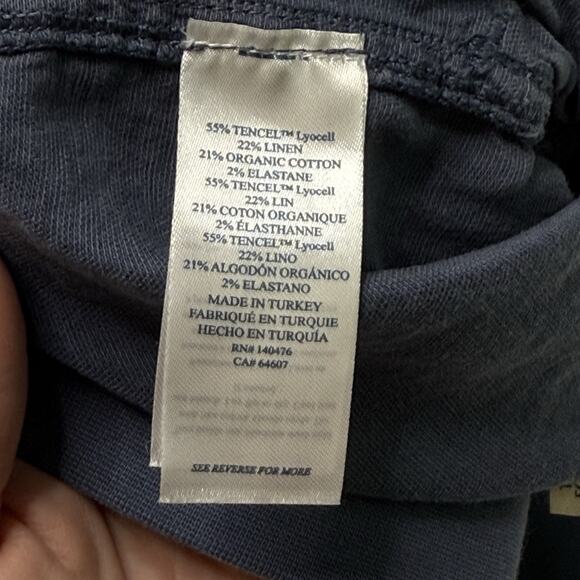 55% TENCEL™ Lyocell
22% LINEN
21% ORGANIC COTTON
2% ELASTANE
55% TENCEL™ Lyocell
22% LIN
21% COTON ORGANIQUE
2% ÉLASTHANNE
55% TENCEL™ Lyocell
22% LINO
21% ALGODÓN ORGÁNICO
2% ELASTANO
MADE IN TURKEY
FABRIQUÉ EN TURQUIE
HECHO EN TURQUÍA
RN# 140476
CA# 64607
SEE REVERSE FOR MORE